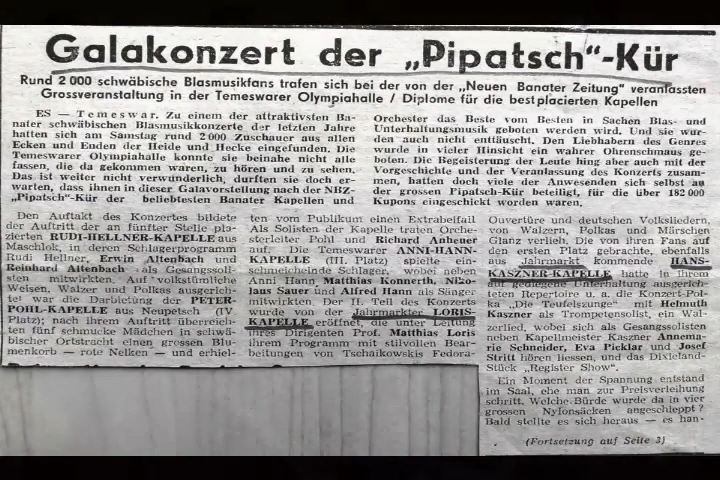 Galakonzert der „Pipatsch“-Kür
Rund 2 000 schwäbische Blasmusikfans trafen sich bei der von der „Neuen Banater Zeitung“ veranlassten
Grossveranstaltung in der Temeswarer Olympiahalle / Diplome für die bestplacierten Kapellen
ES — Temeswar. Zu einem der attraktivsten Ba-
nater schwäbischen Blasmusikkonzerte der letzten Jahre
hatten sich am Samstag rund 2 000 Zuschauer aus allen
Ecken und Enden der Heide und Hecke eingefunden. Die
Temeswarer Olympiahalle konnte sie beinahe nicht alle
fassen, die da gekommen waren, zu hören und zu sehen.
Das ist weiter nicht verwunderlich, durften sie doch er-
warten, dass ihnen in dieser Galavorstellung nach der NBZ-
„Pipatsch“-Kür der beliebtesten Banater Kapellen und
Orchester das Beste vom Besten in Sachen Blas- und
Unterhaltungsmusik geboten werden wird. Und sie wur-
den auch nicht enttäuscht. Den Liebhabern des Genres
wurde in vieler Hinsicht ein wahrer Ohrenschmaus ge-
boten. Die Begeisterung der Leute hing aber auch mit der
Vorgeschichte und der Veranlassung des Konzerts zusam-
men, hatten doch viele der Anwesenden sich selbst an
der grossen Pipatsch-Kür beteiligt, für die über 182 000
Kupons eingeschickt worden waren.
Den Auftakt des Konzertes bildete
der Auftritt der an fünfter Stelle pla-
zierten RUDI-HELLNER-KAPELLE aus
Maschlok, in deren Schlagerprogramm
Rudi Hellner, Erwin Altenbach und
Reinhard Altenbach als Gesangssoli-
sten mitwirkten. Auf volkstümliche
Weisen, Walzer und Polkas ausgerich-
tet war die Darbietung der PETER-
POHL-KAPELLE aus Neupetsch (IV.
Platz); nach ihrem Auftritt überreich-
ten fünf schmucke Mädchen in schwä-
bischer Ortstracht einen grossen Blu-
menkorb — rote Nelken — und erhiel-
ten vom Publikum einen Extrabeifall
Als Solisten der Kapelle traten Orche-
sterleiter Pohl und Richard Anheuer
auf. Die Temeswarer ANNI-HANN-
KAPELLE (III. Platz) spielte ein-
schmeichelnde Schlager, wobei neben
Anni Hann Matthias Konnerth, Niko-
laus Sauer und Alfred Hann als Sänger
mitwirkten. Der II. Teil des Konzerts
wurde von der Jahrmarkter LORIS-
KAPELLE eröffnet, die unter Leitung
ihres Dirigenten Prof. Matthias Loris
ihrem Programm mit stilvollen Bear-
beitungen von Tschaikowskis Fedora-
Ouvertüre und deutschen Volksliedern,
von Walzern, Polkas und Märschen
Glanz verlieh. Die von ihren Fans auf
den ersten Platz gebrachte, ebenfalls
aus Jahrmarkt kommende HANS-
KASZNER-KAPELLE hatte in ihrem
auf gediegene Unterhaltung ausgerich-
teten Repertoire u. a. die Konzert-Pol-
ka „Die Teufelszunge“ mit Helmuth
Kaszner als Trompetensolist, ein Wal-
zerlied, wobei sich als Gesangssolisten
neben Kapellmeister Kaszner Annema-
rie Schneider, Eva Picklar und Josef
Stritt hören liessen, und das Dixieland-
Stück „Register Show“.
Ein Moment der Spannung entstand
im Saal, ehe man zur Preisverleihung
schritt. Welche Bürde wurde da in vier
grossen Nylonsäcken angeschleppt?
Bald stellte es sich heraus — es han-
(Fortsetzung auf Seite 3)